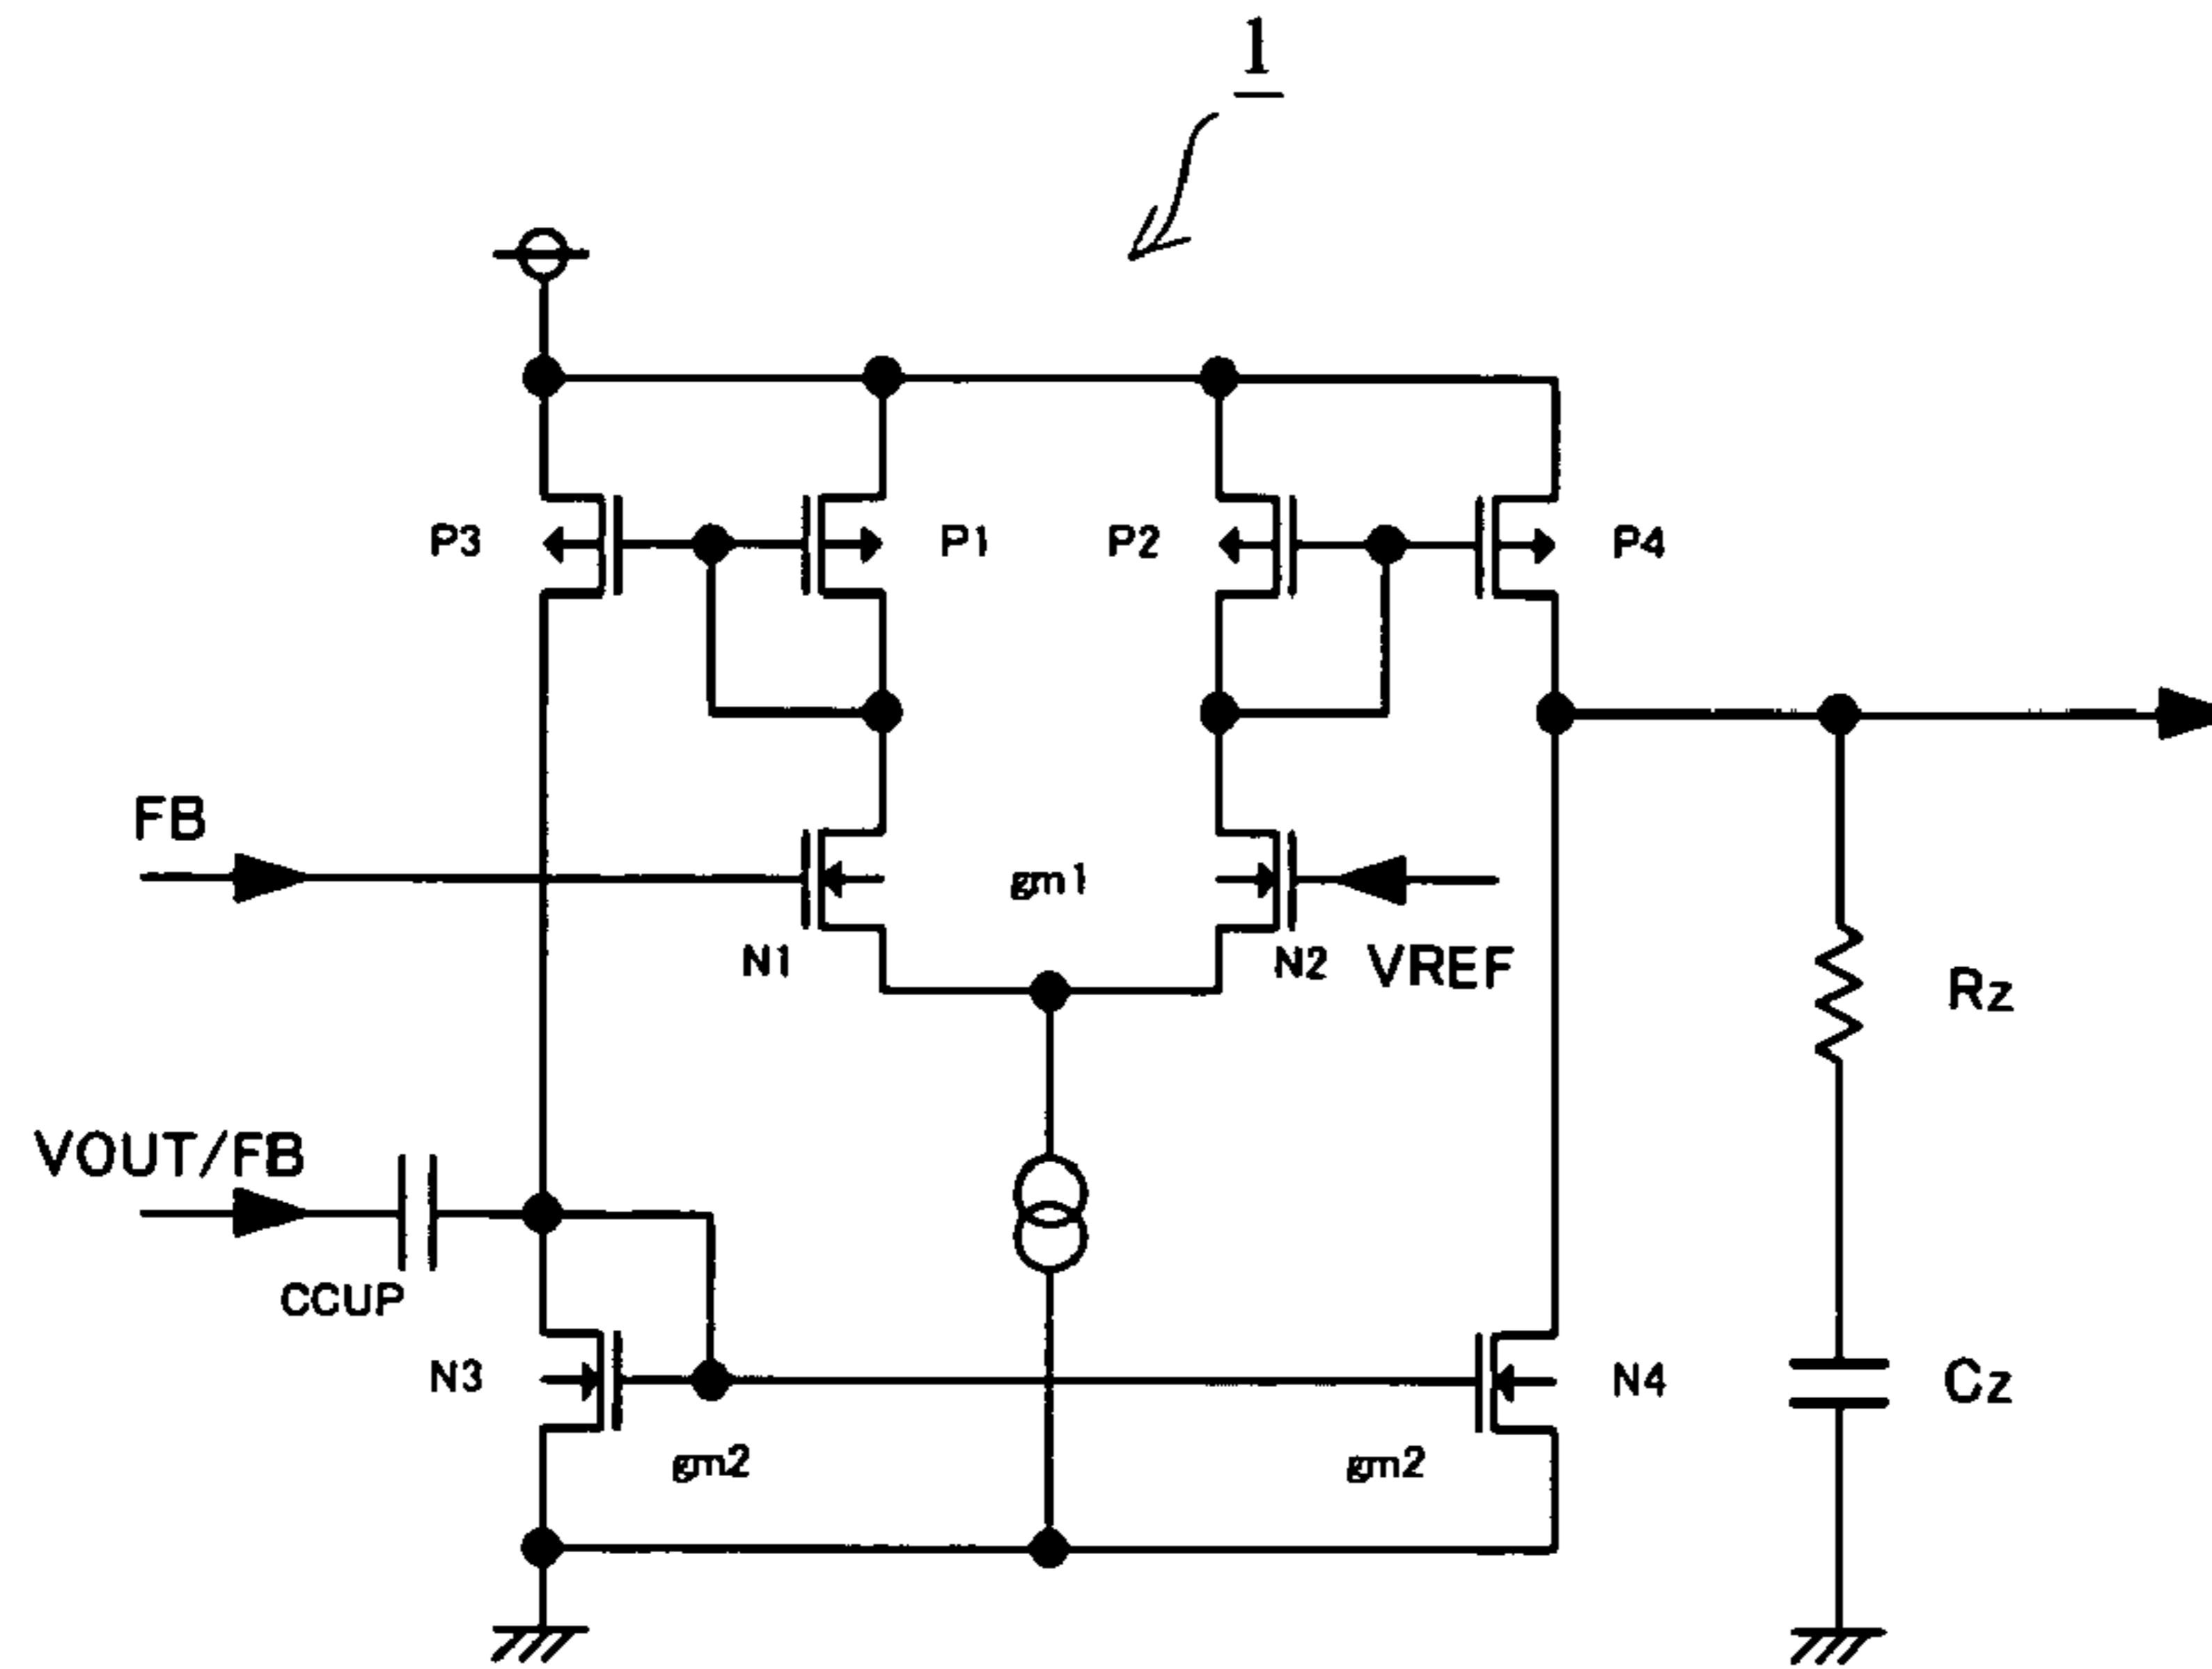 1
P3
P1
P2
P4
FB
gm1
N1
N2
VREF
Rz
VOUT/FB
CCUP
N3
N4
Cz
gm2
gm2